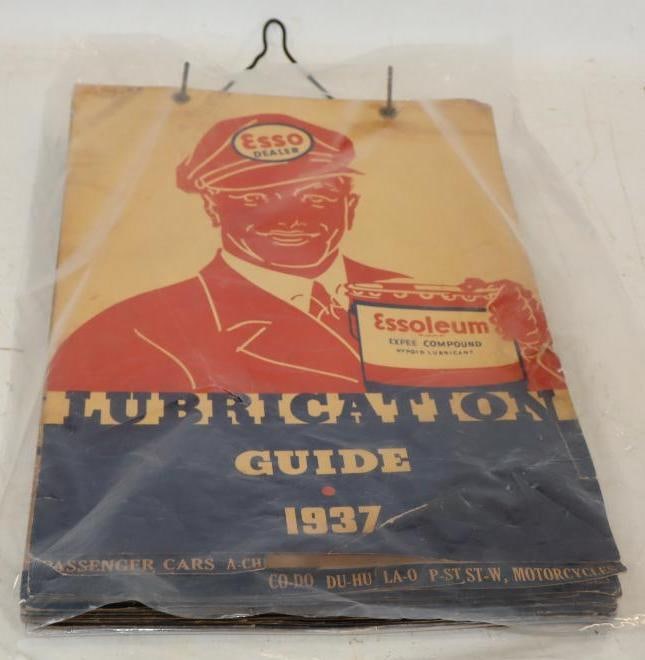 Esso
DEALER
Essoleum
EXPEE COMPOUND
HYPOID LUBRICANT
LUBRICATION
GUIDE
1937
PASSENGER CARS A-CH
CO-DO DU-HU LA-O P-ST ST-W, MOTORCYCLES